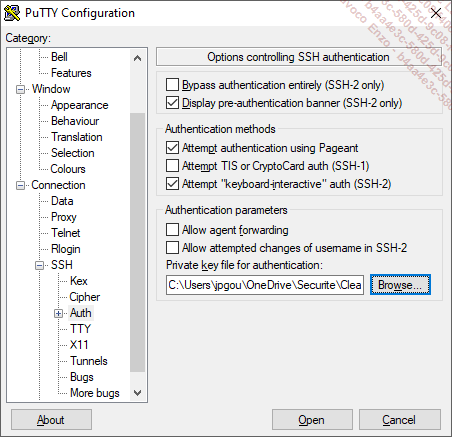 PuTTY Configuration
Category:
Bell
Features
Window
Appearance
Behaviour
Translation
Selection
Colours
Connection
Data
Proxy
Telnet
Rlogin
SSH
Kex
Cipher
Auth
TTY
X11
Tunnels
Bugs
More bugs
Options controlling SSH authentication
Bypass authentication entirely (SSH-2 only)
Display pre-authentication banner (SSH-2 only)
Authentication methods
Attempt authentication using Pageant
Attempt TIS or CryptoCard auth (SSH-1)
Attempt "keyboard-interactive" auth (SSH-2)
Authentication parameters
Allow agent forwarding
Allow attempted changes of username in SSH-2
Private key file for authentication:
C:\Users\jpgou\OneDrive\Securite\Clea
Browse...
About
Open
Cancel